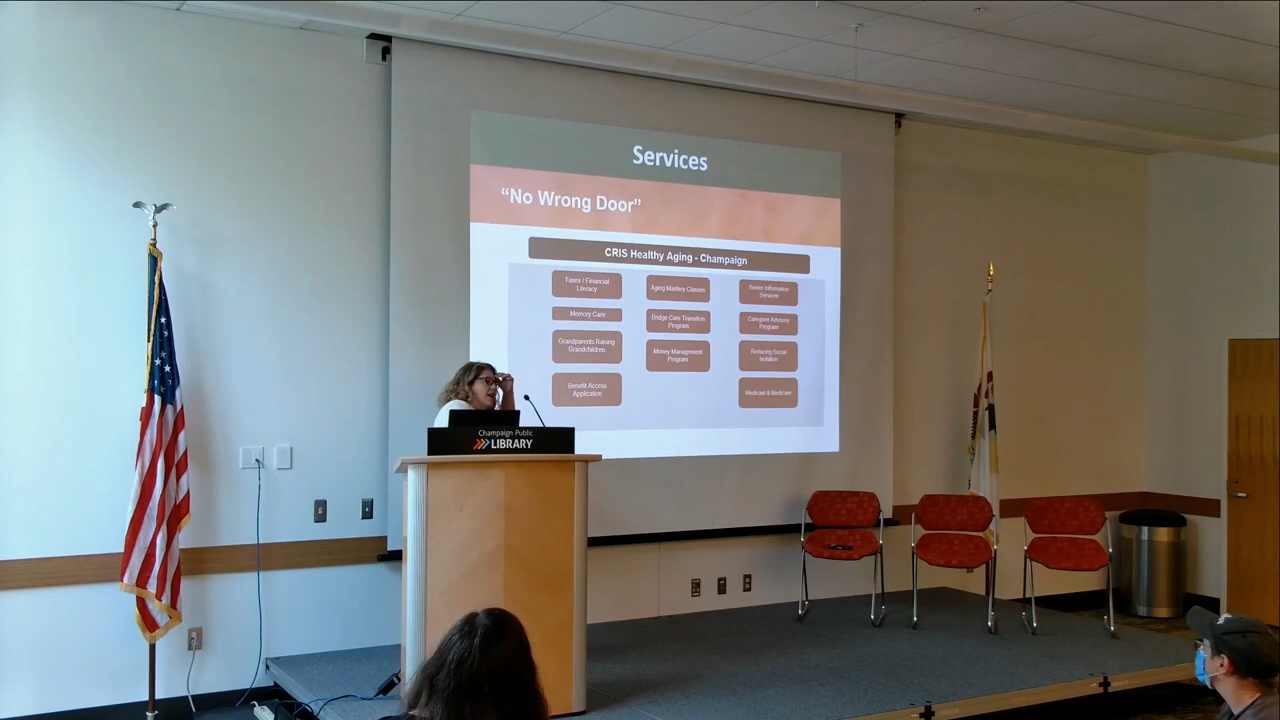 Services
“No Wrong Door”
CRIS Healthy Aging - Champaign
Taxes / Financial
Literacy
Memory Care
Grandparents Raising
Grandchildren
Benefit Access
Application
Aging Mastery Classes
Bridge Care Transition
Program
Money Management
Program
Senior Information
Services
Caregiver Advisory
Program
Reducing Social
Isolation
Medicaid & Medicare
Champaign Public
LIBRARY